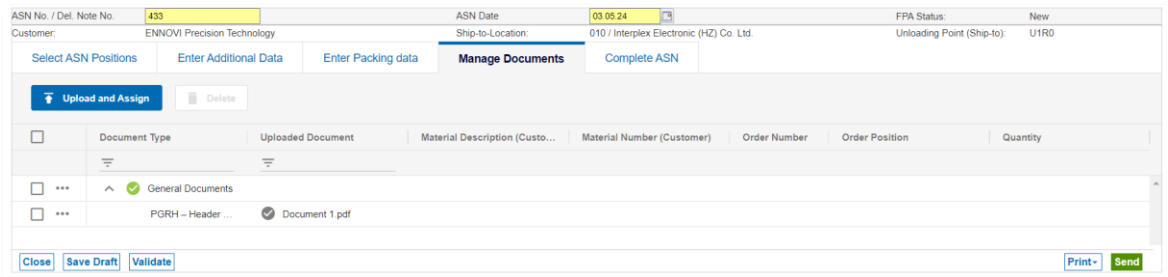 ASN No. / Del. Note No. 433 ASN Date 03.05.24 FPA Status: New
Customer: ENNOVI Precision Technology Ship-to-Location: 010 / Interplex Electronic (HZ) Co. Ltd. Unloading Point (Ship-to): U1R0
Select ASN Positions Enter Additional Data Enter Packing data Manage Documents Complete ASN
Upload and Assign Delete
Document Type Uploaded Document Material Description (Custo... Material Number (Customer) Order Number Order Position Quantity
General Documents
PGRH – Header ... Document 1.pdf
Close Save Draft Validate Print Send